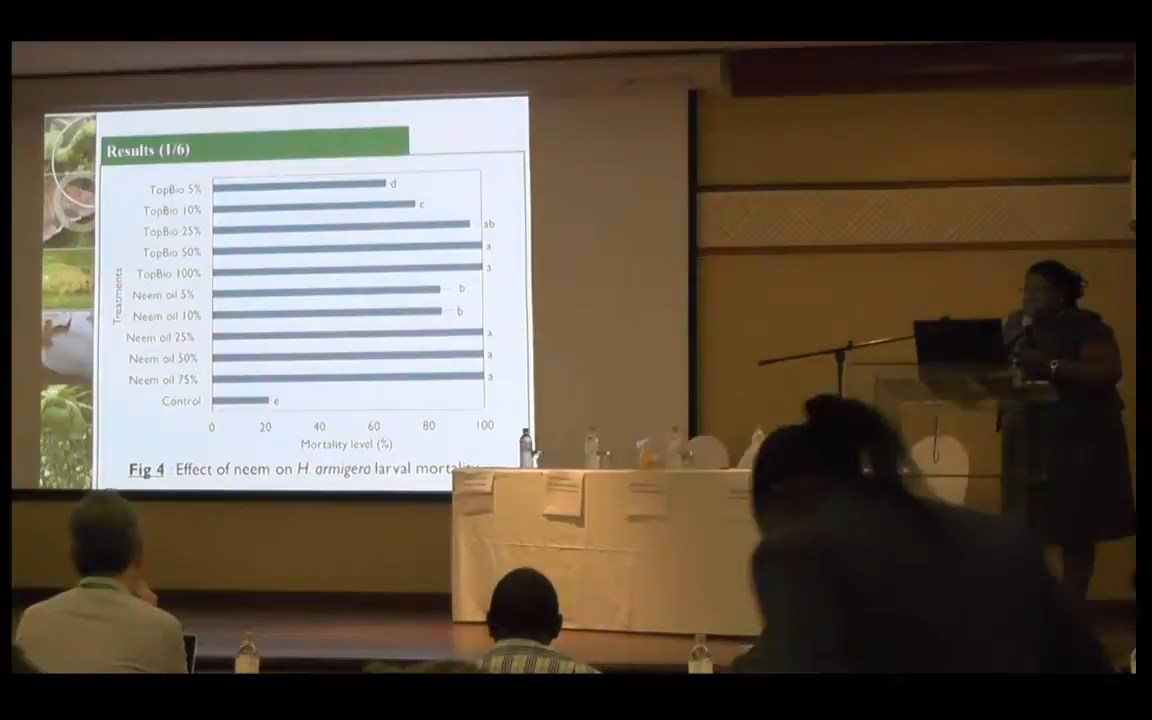 Results (1/6)
Treatments
TopBio 5% d
TopBio 10% c
TopBio 25% ab
TopBio 50% a
TopBio 100% a
Neem oil 5% b
Neem oil 10% b
Neem oil 25% a
Neem oil 50% a
Neem oil 75% a
Control e
0 20 40 60 80 100
Mortality level (%)
Fig 4 : Effect of neem on H. armigera larval mortality